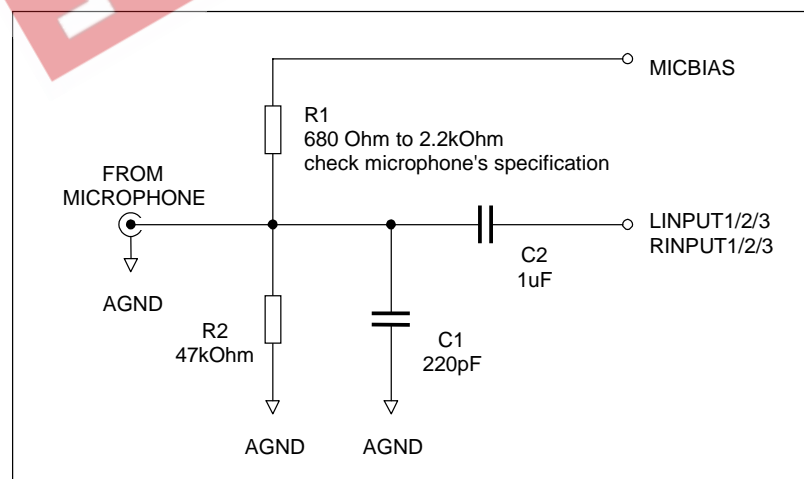 MICBIAS
R1
680 Ohm to 2.2kOhm
check microphone's specification
FROM
MICROPHONE
LINPUT1/2/3
RINPUT1/2/3
C2
1uF
AGND
R2
47kOhm
C1
220pF
AGND
AGND